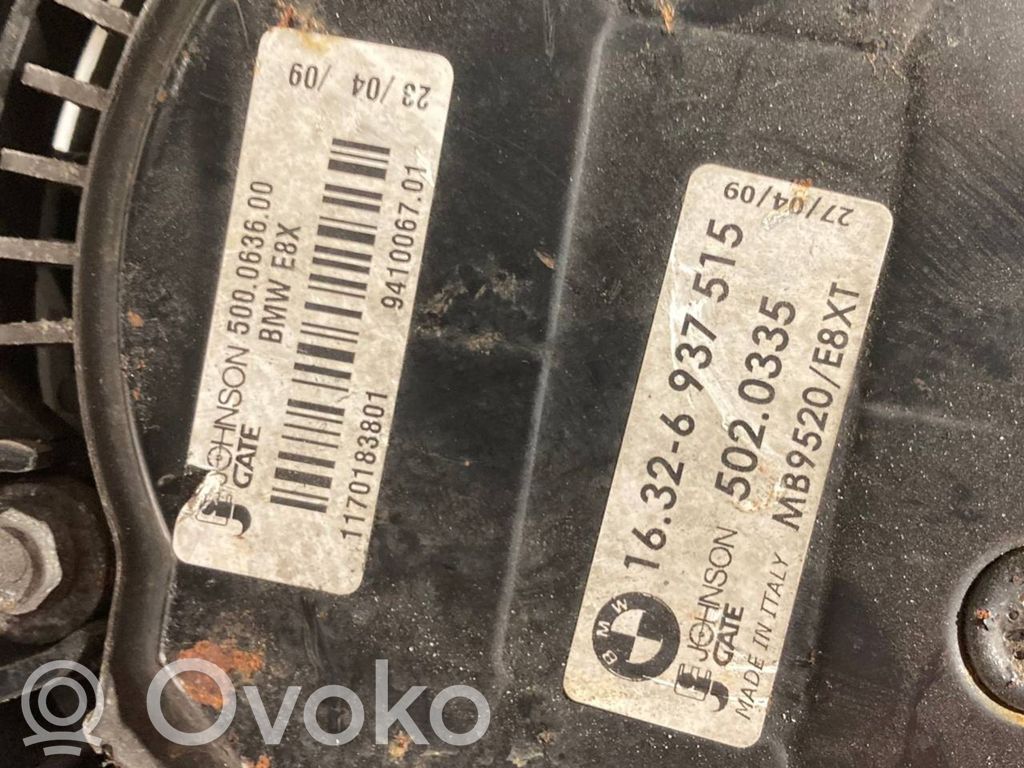 JOHNSON 500.0636.00
GATE
BMW E8X
1170183801
9410067.01
23/04 /09
BMW
16.32-6 937 515
JOHNSON
GATE
502.0335
MADE IN ITALY
MB9520/E8XT
27/04/09
Ovoko